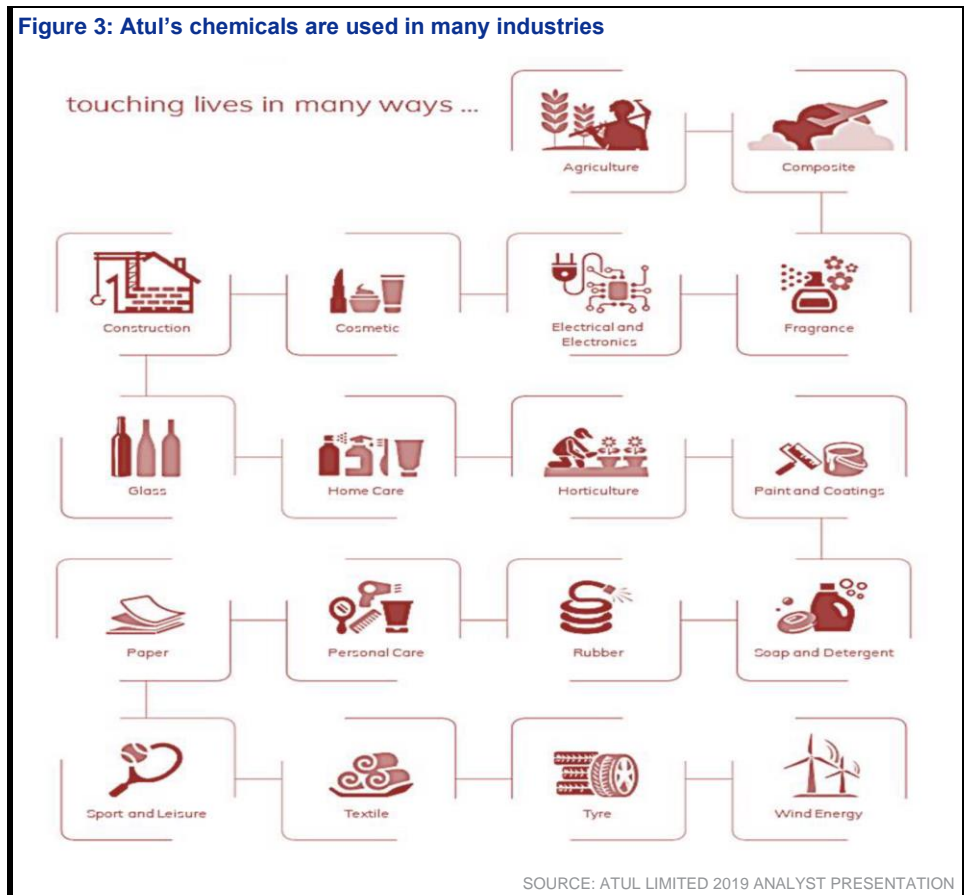 Figure 3: Atul's chemicals are used in many industries
touching lives in many ways ...
Agriculture
Composite
Construction
Cosmetic
Electrical and
Electronics
Fragrance
Glass
Home Care
Horticulture
Paint and Coatings
Paper
Personal Care
Rubber
Soap and Detergent
Sport and Leisure
Textile
Tyre
Wind Energy
SOURCE: ATUL LIMITED 2019 ANALYST PRESENTATION